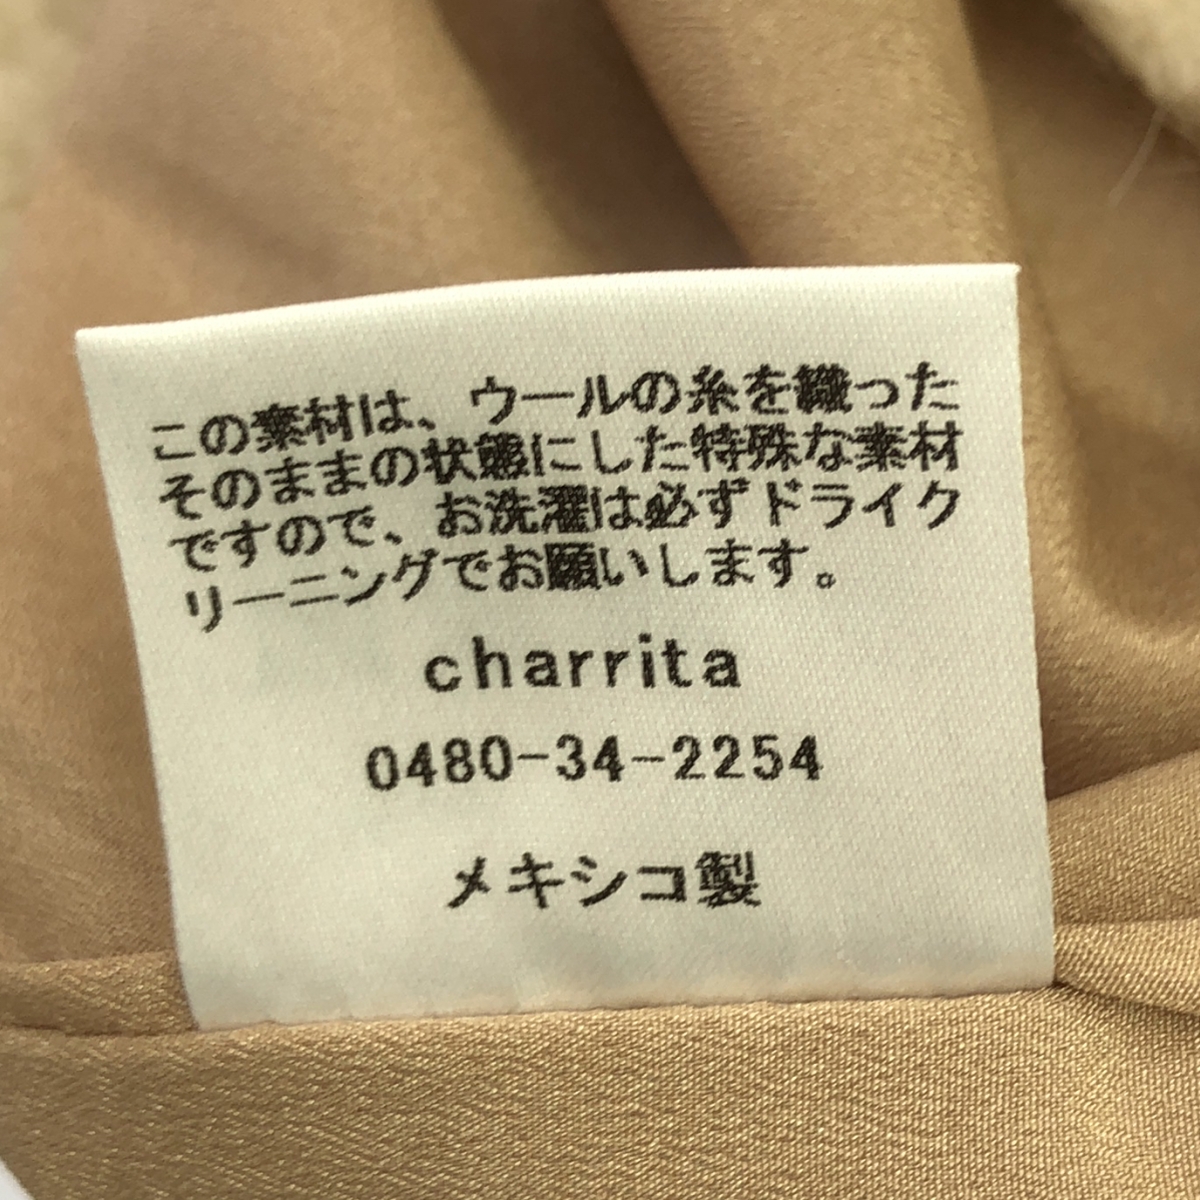 この素材は、ウールの糸を織った
そのままの状態にした特殊な素材
ですので、お洗濯は必ずドライク
リーニングでお願いします。
charrita
0480-34-2254
メキシコ製